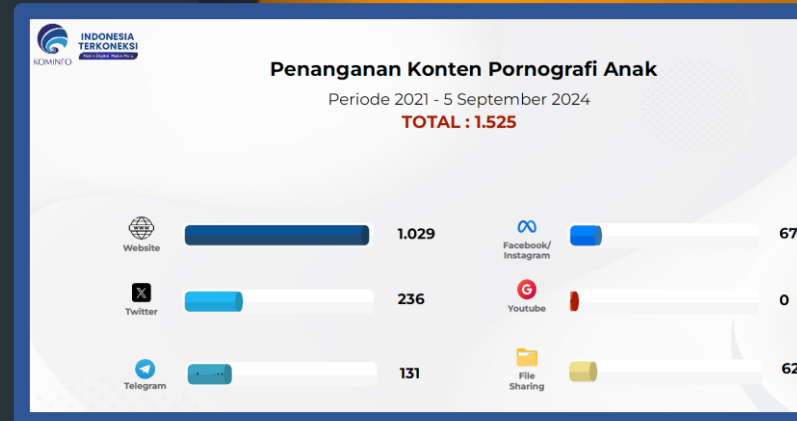 INDONESIA
TERKONEKSI
KOMINFO
Penanganan Konten Pornografi Anak
Periode 2021 - 5 September 2024
TOTAL : 1.525
Website
1.029
Facebook/
Instagram
67
Twitter
236
Youtube
0
Telegram
131
File
Sharing
62